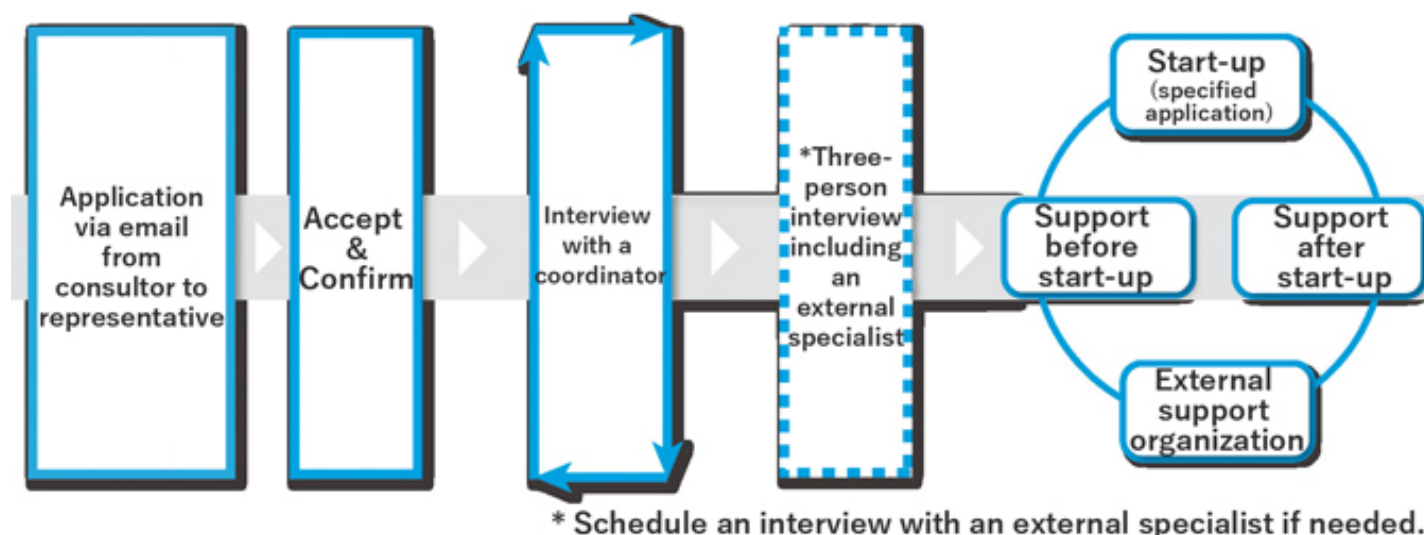 Application
via email
from
consultor to
representative
Accept
&
Confirm
Interview
with a
coordinator
*Three-
person
interview
including
an
external
specialist
Start-up
(specified
application)
Support
before
start-up
Support
after
start-up
External
support
organization
* Schedule an interview with an external specialist if needed.